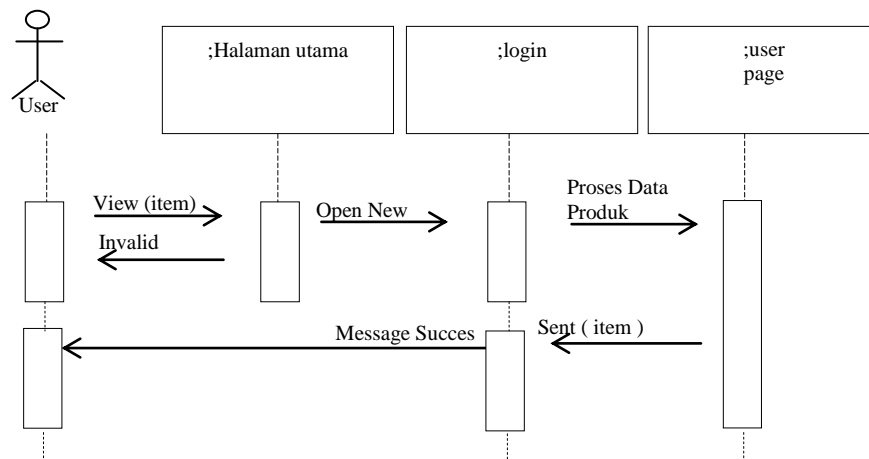 ;Halaman utama
;login
;user
page
User
View (item)
Open New
Proses Data
Produk
Invalid
Message Succes
Sent ( item )